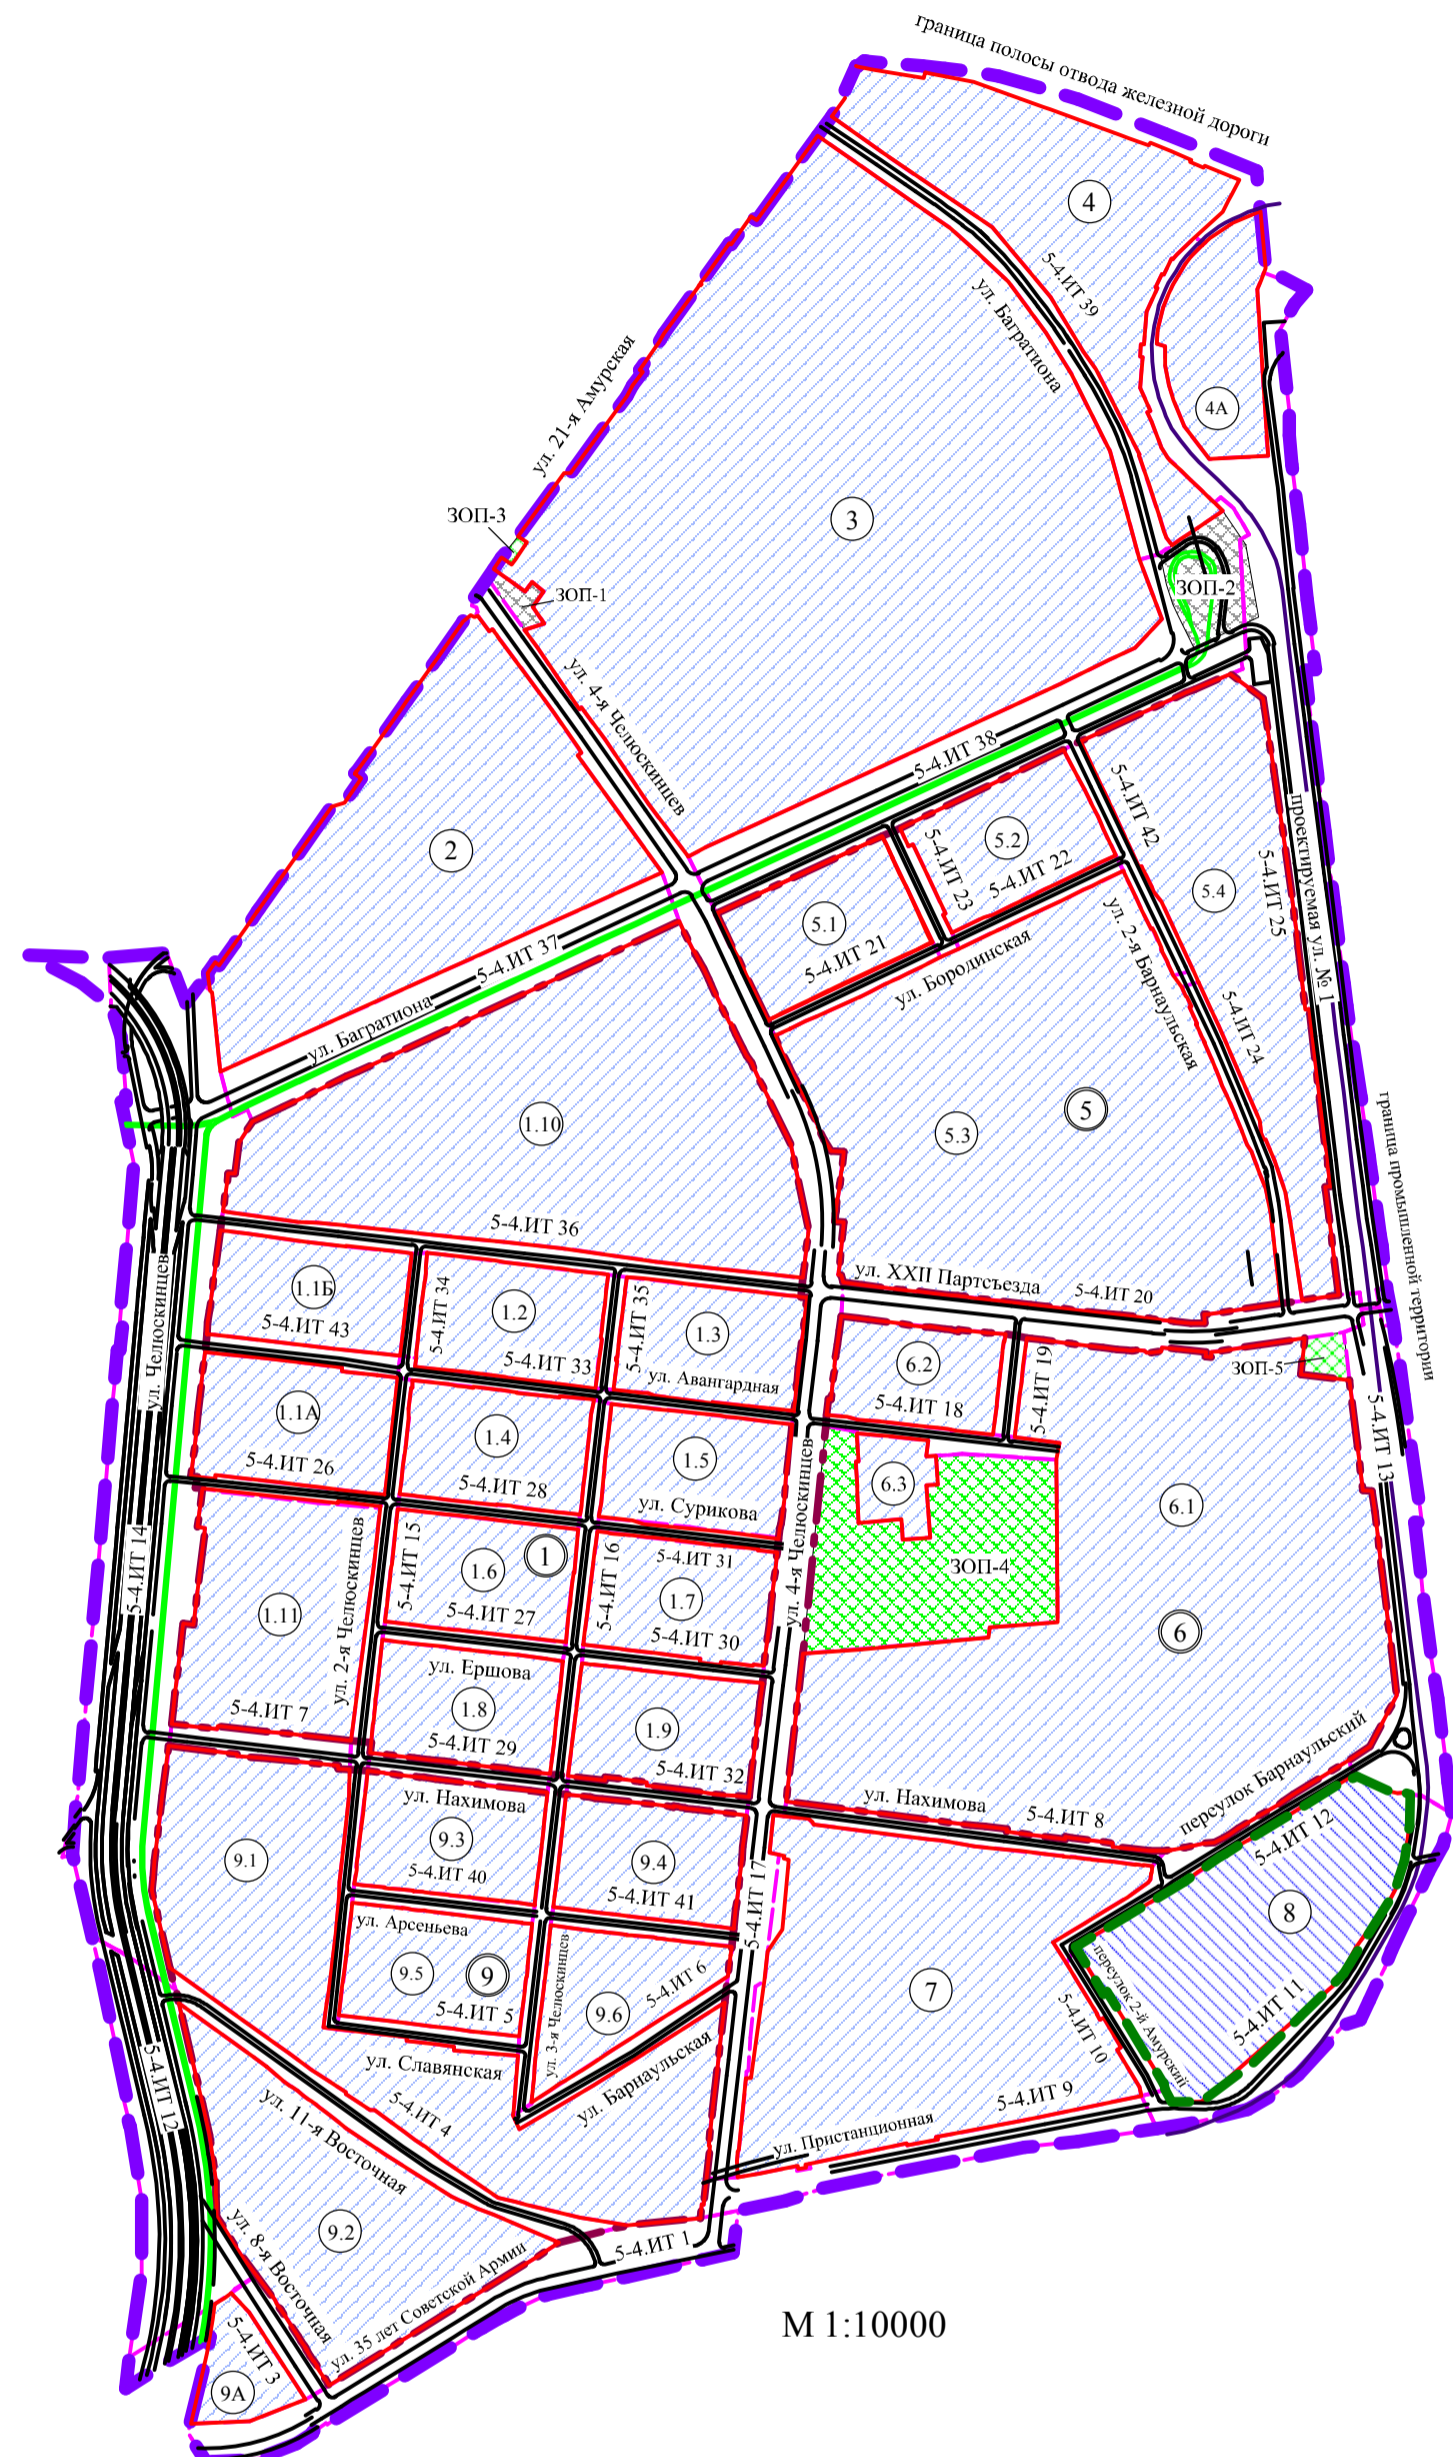 граница полосы отвода железной дороги
4
5-4.ИТ 39
ул. Багратиона
4А
ул. 21-я Амурская
3
ЗОП-3
ЗОП-1
ЗОП-2
ул. 4-я Челюскинцев
5-4.ИТ 38
5-4.ИТ 42
проектируемая ул. № 1
2
5.2
5-4.ИТ 23
5-4.ИТ 22
5.4
5-4.ИТ 25
5.1
5-4.ИТ 21
ул. Бородинская
ул. 2-я Барнаульская
5-4.ИТ 37
ул. Багратиона
5-4.ИТ 24
1.10
5.3
5
граница промышленной территории
5-4.ИТ 36
ул. Челюскинцев
1.1Б
5-4.ИТ 43
5-4.ИТ 34
1.2
5-4.ИТ 33
5-4.ИТ 35
1.3
ул. Авангардная
ул. XXII Партсъезда
5-4.ИТ 20
6.2
5-4.ИТ 18
5-4.ИТ 19
ЗОП-5
5-4.ИТ 13
1.1А
5-4.ИТ 26
1.4
5-4.ИТ 28
1.5
ул. Сурикова
ул. 4-я Челюскинцев
6.3
6.1
5-4.ИТ 14
ул. 2-я Челюскинцев
5-4.ИТ 15
1.6
1
5-4.ИТ 27
5-4.ИТ 16
5-4.ИТ 31
1.7
5-4.ИТ 30
ЗОП-4
1.11
6
5-4.ИТ 7
ул. Ершова
1.8
5-4.ИТ 29
1.9
5-4.ИТ 32
ул. Нахимова
9.3
5-4.ИТ 40
ул. Нахимова
5-4.ИТ 8
персулок Барнаульский
5-4.ИТ 12
9.1
9.4
5-4.ИТ 41
5-4.ИТ 17
8
ул. Арсеньева
9.5
9
5-4.ИТ 5
ул. 3-я Челюскинцев
5-4.ИТ 6
9.6
7
персулок 2-й Амурский
5-4.ИТ 10
5-4.ИТ 11
5-4.ИТ 12
ул. Славянская
ул. Барнаульская
5-4.ИТ 9
ул. Пристанционная
5-4.ИТ 4
ул. 11-я Восточная
9.2
ул. 8-я Восточная
5-4.ИТ 1
ул. 35 лет Советской Армии
5-4.ИТ 3
9А
М 1:10000